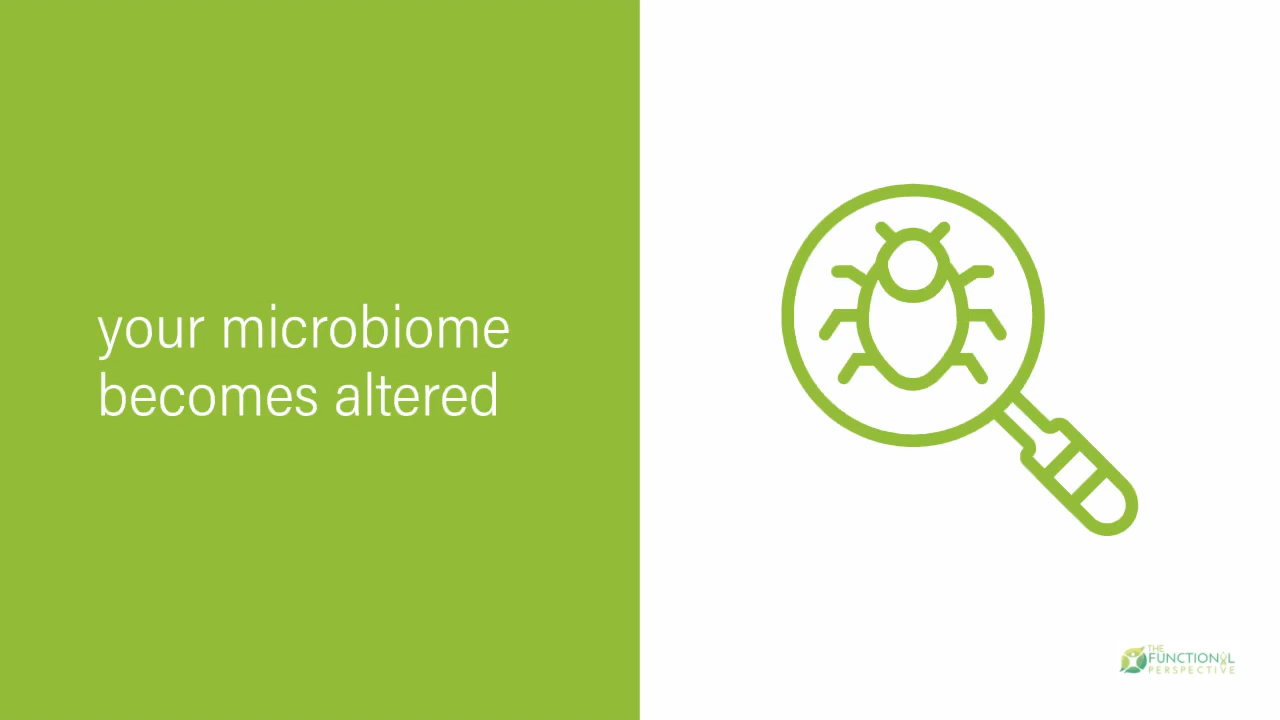 your microbiome
becomes altered
THE
FUNCTIONAL
PERSPECTIVE